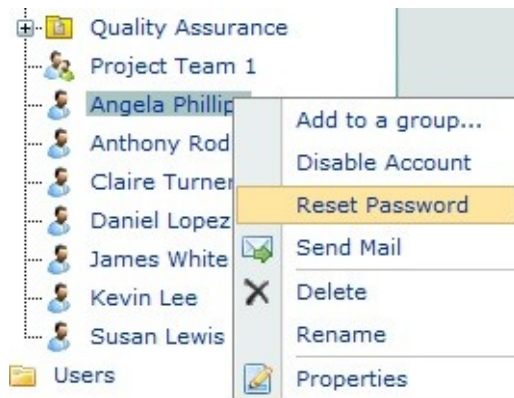 Quality Assurance
Project Team 1
Angela Phillip
Anthony Rod
Claire Turner
Daniel Lopez
James White
Kevin Lee
Susan Lewis
Users
Add to a group...
Disable Account
Reset Password
Send Mail
Delete
Rename
Properties